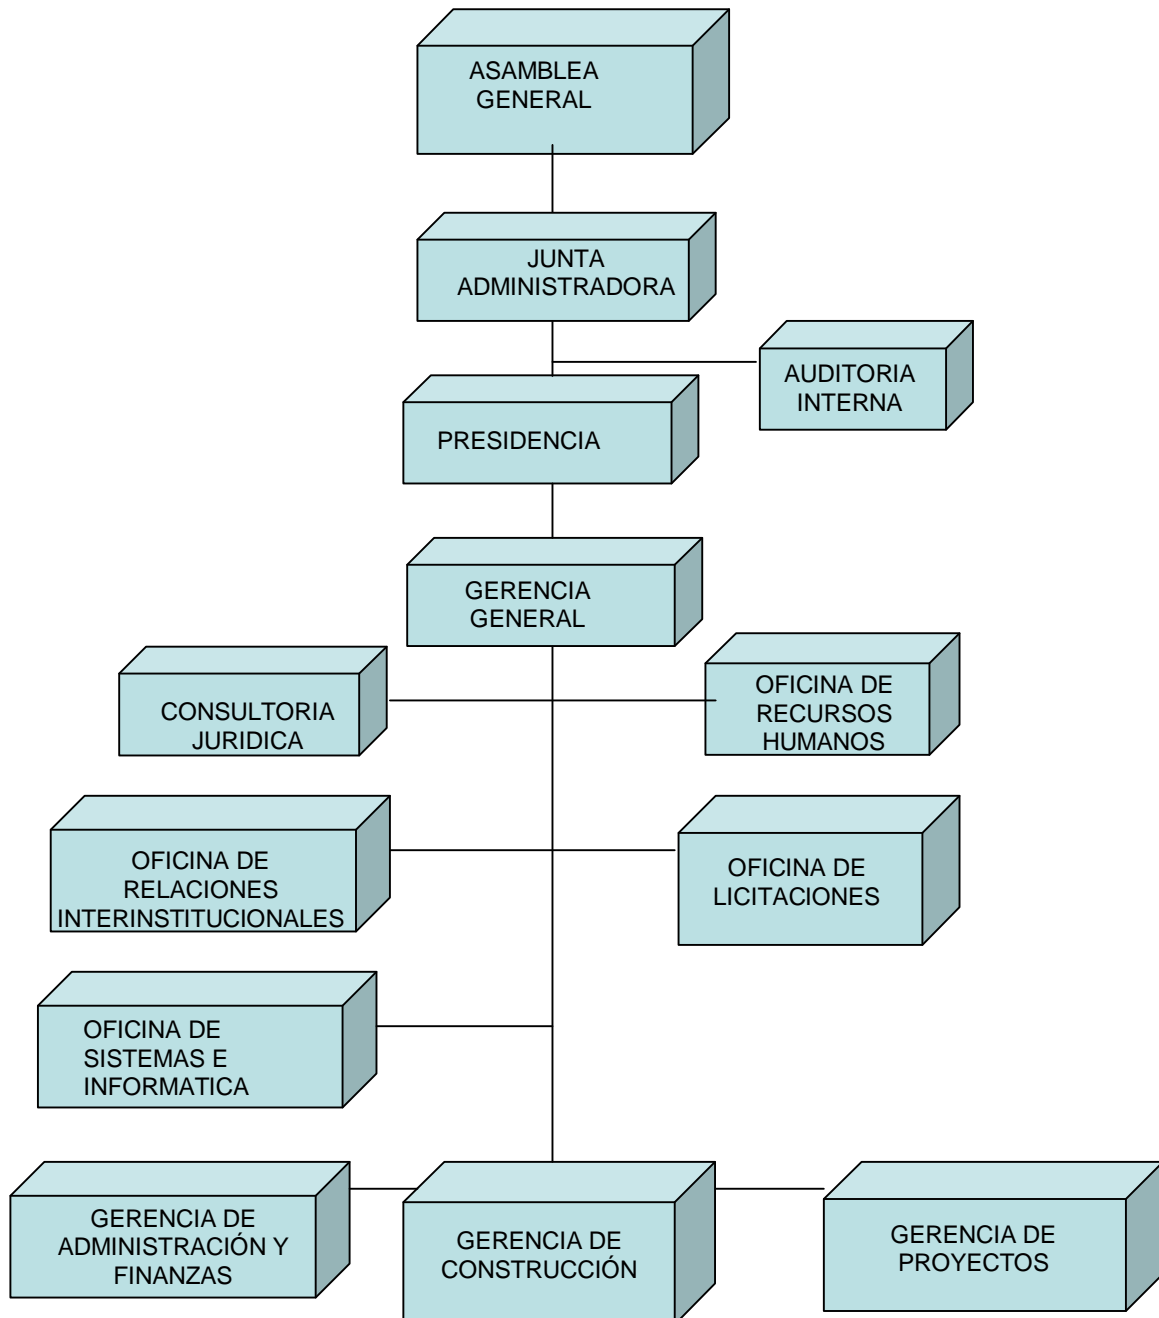 ASAMBLEA
GENERAL
JUNTA
ADMINISTRADORA
AUDITORIA
INTERNA
PRESIDENCIA
GERENCIA
GENERAL
CONSULTORIA
JURIDICA
OFICINA DE
RECURSOS
HUMANOS
OFICINA DE
RELACIONES
INTERINSTITUCIONALES
OFICINA DE
LICITACIONES
OFICINA DE
SISTEMAS E
INFORMATICA
GERENCIA DE
ADMINISTRACIÓN Y
FINANZAS
GERENCIA DE
CONSTRUCCIÓN
GERENCIA DE
PROYECTOS